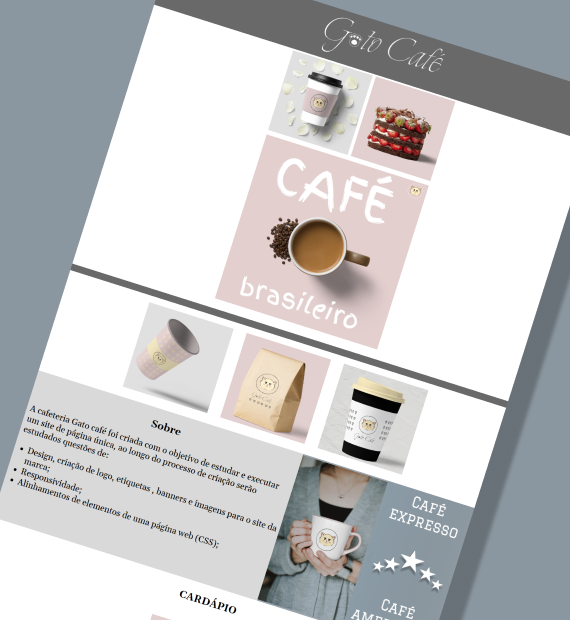 Gato Café
CAFÉ
brasileiro
Sobre
A cafeteria Gato café foi criada com o objetivo de estudar e executar
um site de página única, ao longo do processo de criação serão
estudados questões de:
• Design, criação de logo, etiquetas , banners e imagens para o site da
marca;
• Responsividade;
• Alinhamentos de elementos de uma página web (CSS);
CAFÉ
EXPRESSO
CAFÉ
CARDÁPIO